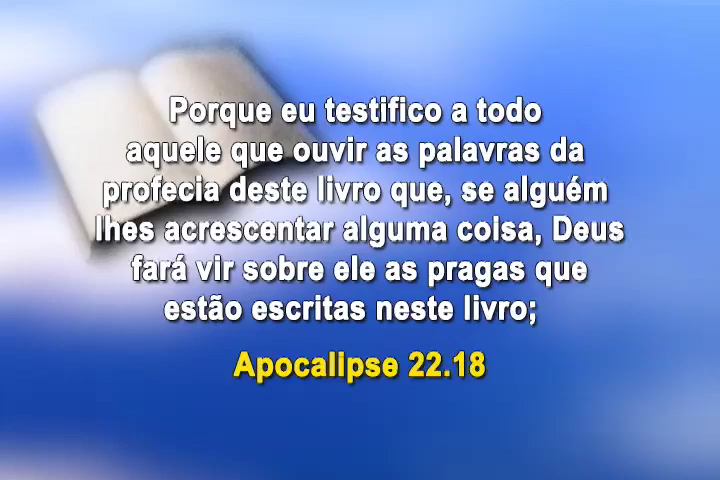 Porque eu testifico a todo
aquele que ouvir as palavras da
profecia deste livro que, se alguém
lhes acrescentar alguma coisa, Deus
fará vir sobre ele as pragas que
estão escritas neste livro;
Apocalipse 22.18